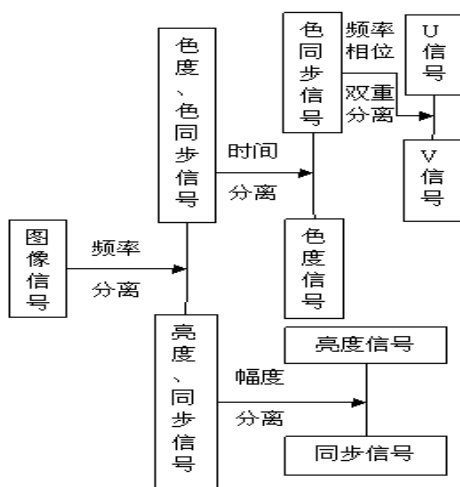 图像信号
频率
分离
色度、色同步信号
亮度、同步信号
时间
分离
色同步信号
色度信号
频率
相位
双重
分离
U信号
V信号
幅度
分离
亮度信号
同步信号